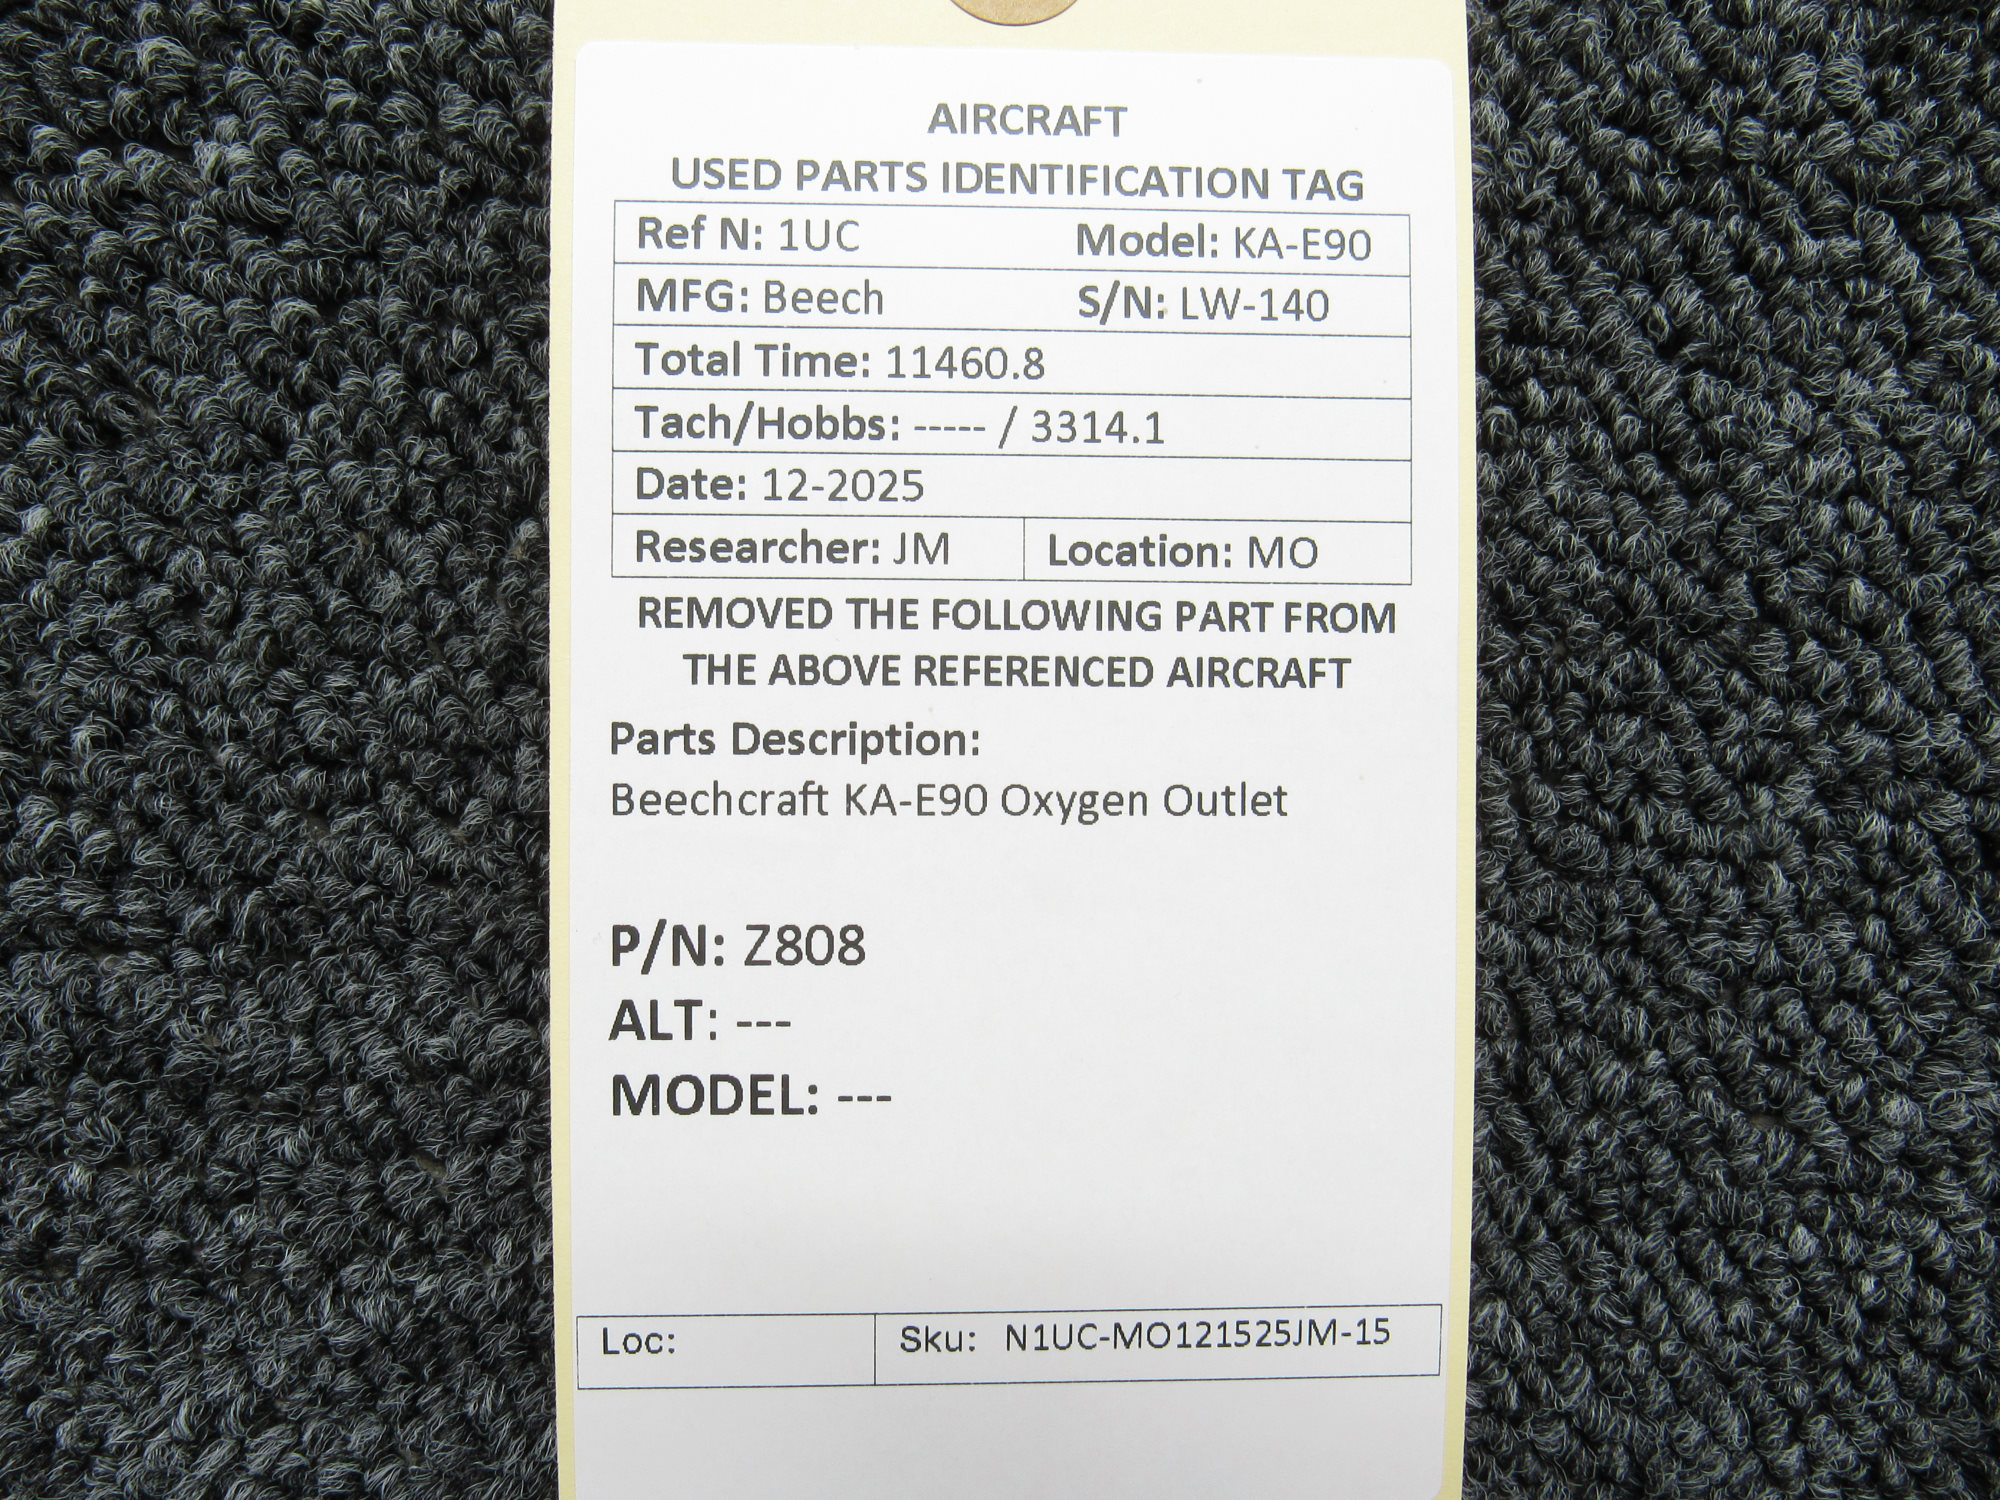 AIRCRAFT
USED PARTS IDENTIFICATION TAG
Ref N: 1UC Model: KA-E90
MFG: Beech S/N: LW-140
Total Time: 11460.8
Tach/Hobbs: ----- / 3314.1
Date: 12-2025
Researcher: JM Location: MO
REMOVED THE FOLLOWING PART FROM
THE ABOVE REFERENCED AIRCRAFT
Parts Description:
Beechcraft KA-E90 Oxygen Outlet
P/N: Z808
ALT: ---
MODEL: ---
Loc: Sku: N1UC-MO121525JM-15